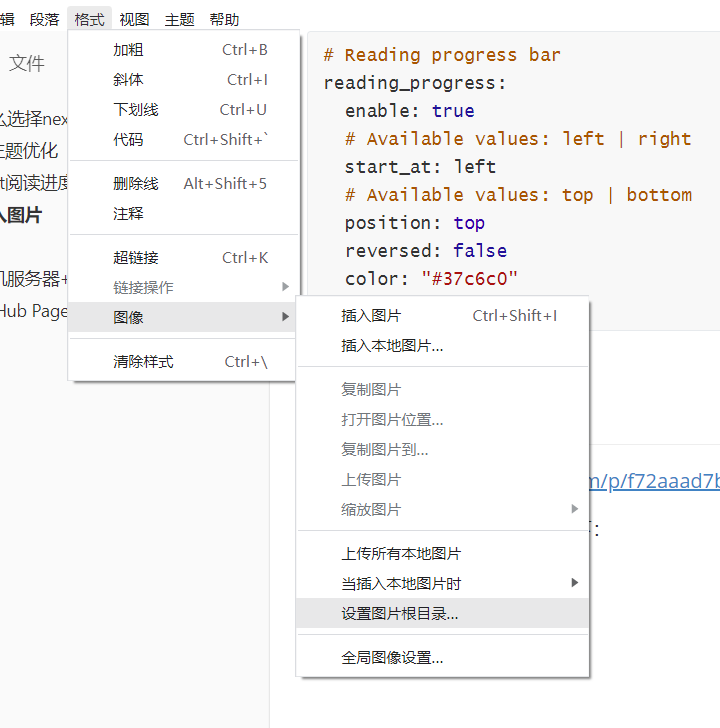 辑 段落 格式 视图 主题 帮助
文件
么选择nex
主题优化
t阅读进度
入图片
机服务器+
Hub Page
加粗 Ctrl+B
斜体 Ctrl+I
下划线 Ctrl+U
代码 Ctrl+Shift+`
删除线 Alt+Shift+5
注释
超链接 Ctrl+K
链接操作
图像
清除样式 Ctrl+\
# Reading progress bar
reading_progress:
enable: true
# Available values: left | right
start_at: left
# Available values: top | bottom
position: top
reversed: false
color: "#37c6c0"
插入图片 Ctrl+Shift+I
插入本地图片...
复制图片
打开图片位置...
复制图片到...
上传图片
缩放图片
上传所有本地图片
当插入本地图片时
设置图片根目录...
全局图像设置...
m/p/f72aaad7b